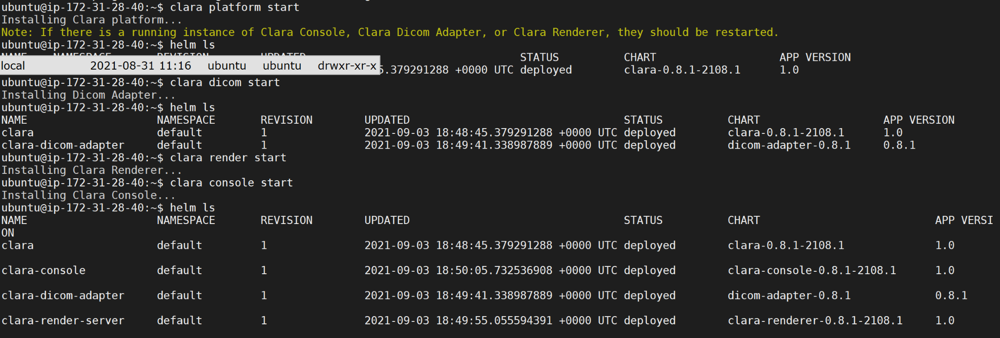 ubuntu@ip-172-31-28-40:~$ clara platform start
Installing Clara platform...
Note: If there is a running instance of Clara Console, Clara Dicom Adapter, or Clara Renderer, they should be restarted.
ubuntu@ip-172-31-28-40:~$ helm ls
NAME NAMESPACE REVISION UPDATED STATUS CHART APP VERSION
local 2021-08-31 11:16 ubuntu ubuntu drwxr-xr-x
5.379291288 +0000 UTC deployed clara-0.8.1-2108.1 1.0
ubuntu@ip-172-31-28-40:~$ clara dicom start
Installing Dicom Adapter...
ubuntu@ip-172-31-28-40:~$ helm ls
NAME NAMESPACE REVISION UPDATED STATUS CHART APP VERSION
clara default 1 2021-09-03 18:48:45.379291288 +0000 UTC deployed clara-0.8.1-2108.1 1.0
clara-dicom-adapter default 1 2021-09-03 18:49:41.338987889 +0000 UTC deployed dicom-adapter-0.8.1 0.8.1
ubuntu@ip-172-31-28-40:~$ clara render start
Installing Clara Renderer...
ubuntu@ip-172-31-28-40:~$ clara console start
Installing Clara Console...
ubuntu@ip-172-31-28-40:~$ helm ls
NAME NAMESPACE REVISION UPDATED STATUS CHART APP VERSI
ON
clara default 1 2021-09-03 18:48:45.379291288 +0000 UTC deployed clara-0.8.1-2108.1 1.0
clara-console default 1 2021-09-03 18:50:05.732536908 +0000 UTC deployed clara-console-0.8.1-2108.1 1.0
clara-dicom-adapter default 1 2021-09-03 18:49:41.338987889 +0000 UTC deployed dicom-adapter-0.8.1 0.8.1
clara-render-server default 1 2021-09-03 18:49:55.055594391 +0000 UTC deployed clara-renderer-0.8.1-2108.1 1.0